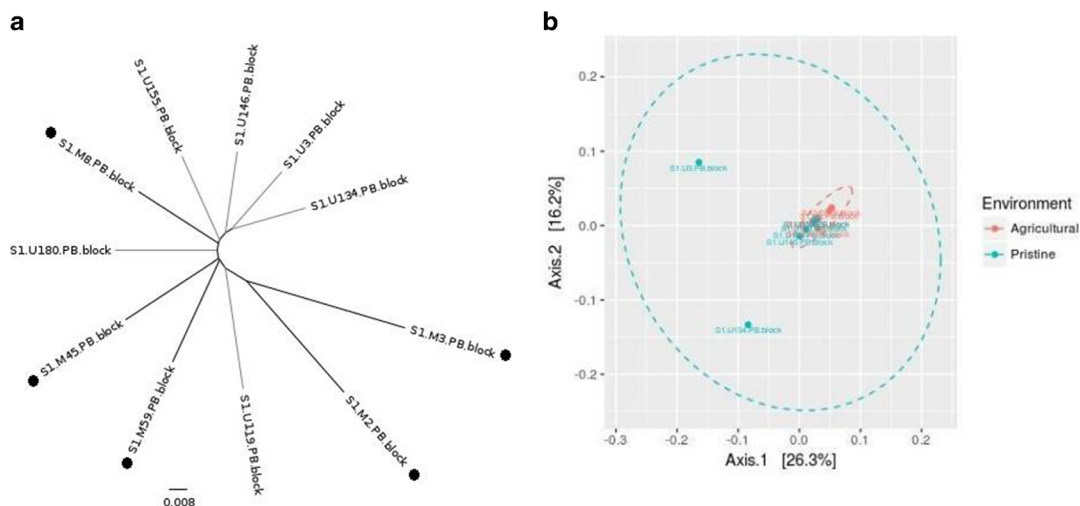 a
b
S1.U155.PB.block
S1.U146.PB.block
S1.U3.PB.block
S1.U134.PB.block
S1.M8.PB.block
S1.U180.PB.block
S1.M45.PB.block
S1.M59.PB.block
S1.U119.PB.block
S1.M2.PB.block
S1.M3.PB.block
0.008
Axis.2 [16.2%]
0.2
0.1
0.0
-0.1
-0.2
S1.U3.PB.block
S1.U134.PB.block
-0.3
-0.2
-0.1
0.0
0.1
0.2
Axis.1 [26.3%]
Environment
Agricultural
Pristine